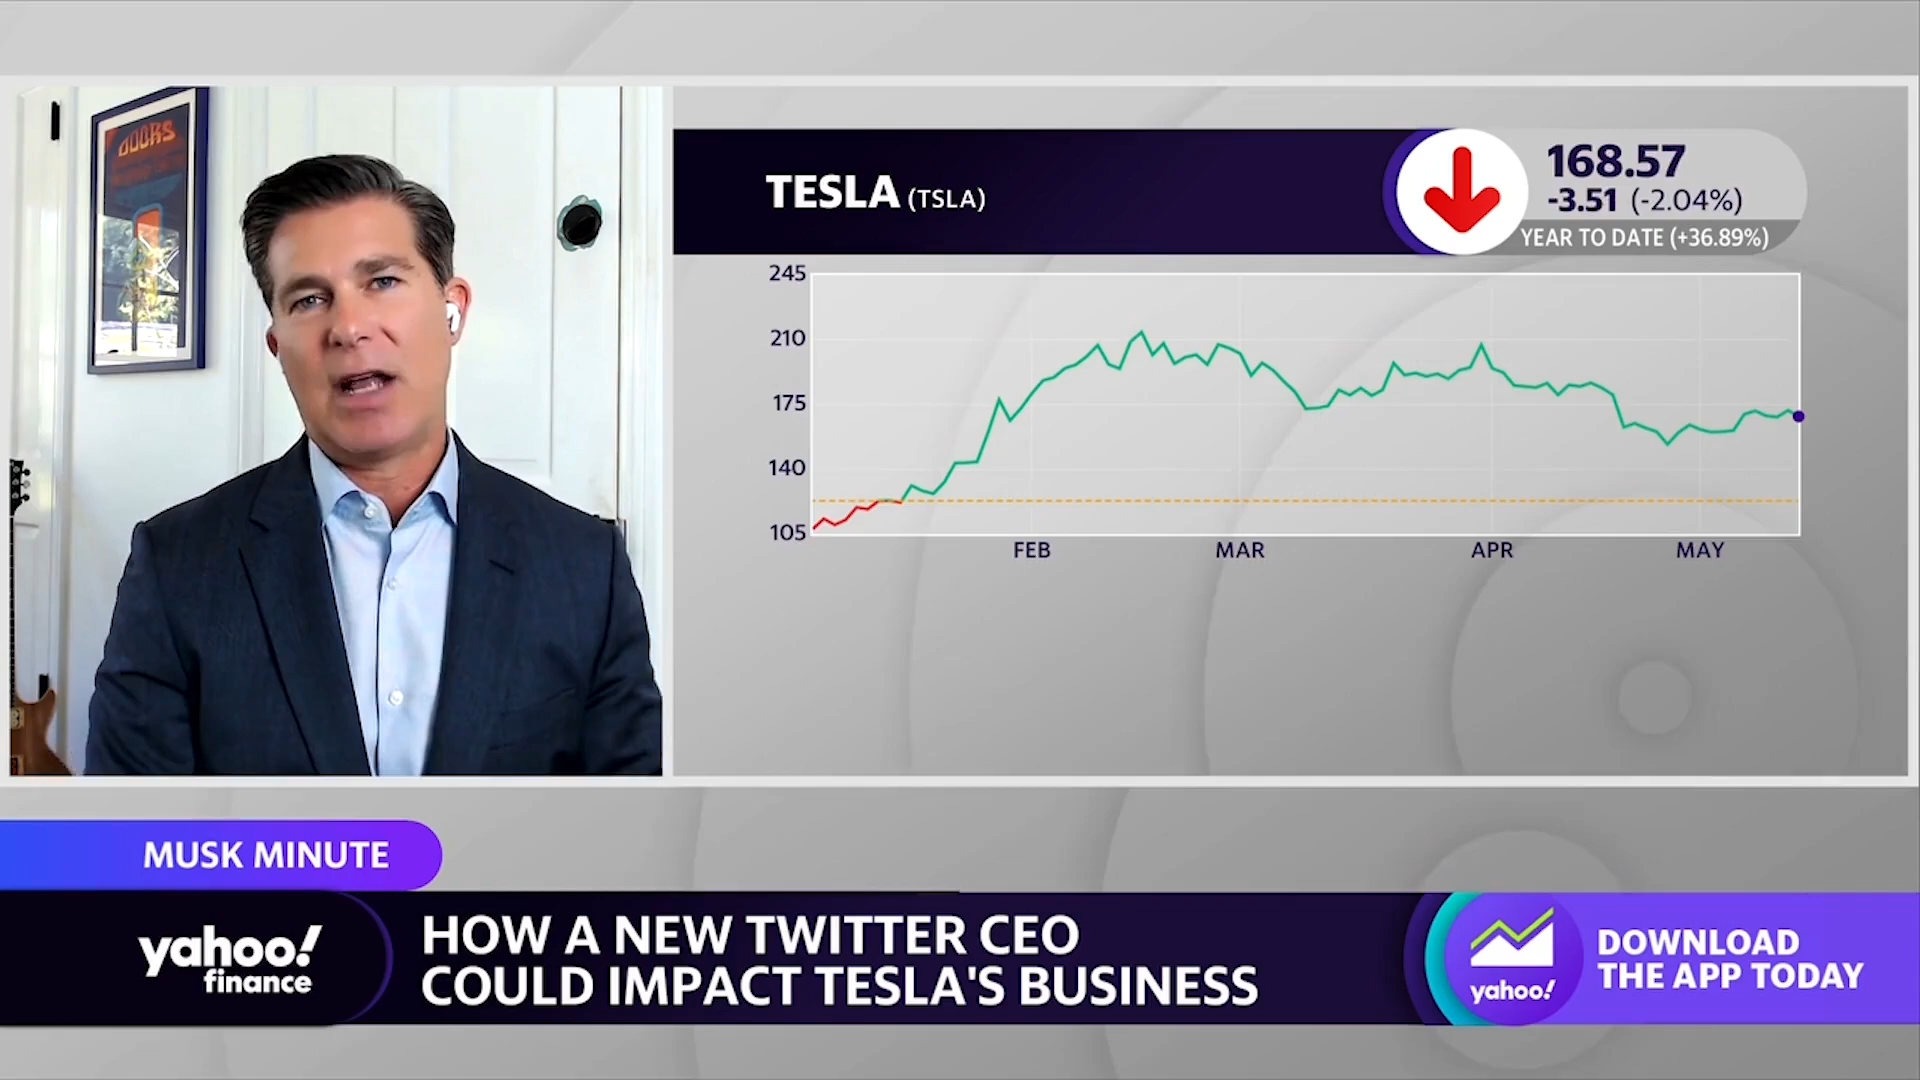 DOORS
TESLA (TSLA)
168.57
-3.51 (-2.04%)
YEAR TO DATE (+36.89%)
245
210
175
140
105
FEB MAR APR MAY
MUSK MINUTE
yahoo!
finance
HOW A NEW TWITTER CEO
COULD IMPACT TESLA'S BUSINESS
yahoo!
DOWNLOAD
THE APP TODAY